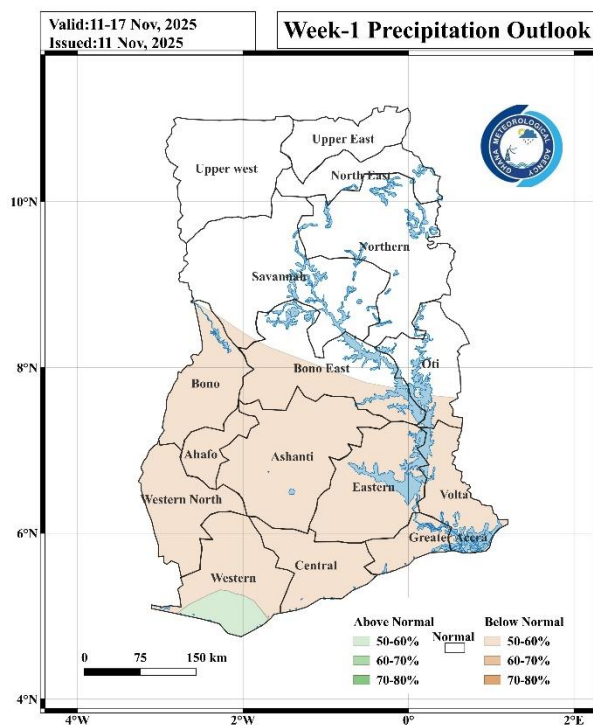 Valid:11-17 Nov, 2025
Issued:11 Nov, 2025
Week-1 Precipitation Outlook
GHANA METEOROLOGICAL AGENCY
Upper East
Upper west
North East
10°N
Northern
Savannah
8°N
Bono East
Oti
Bono
Ahafo
Ashanti
Western North
Eastern
Volta
6°N
Greater Accra
Western
Central
Above Normal
Normal
Below Normal
50-60%
50-60%
60-70%
60-70%
70-80%
70-80%
0 75 150 km
4°N
4°W
2°W
0°
2°E